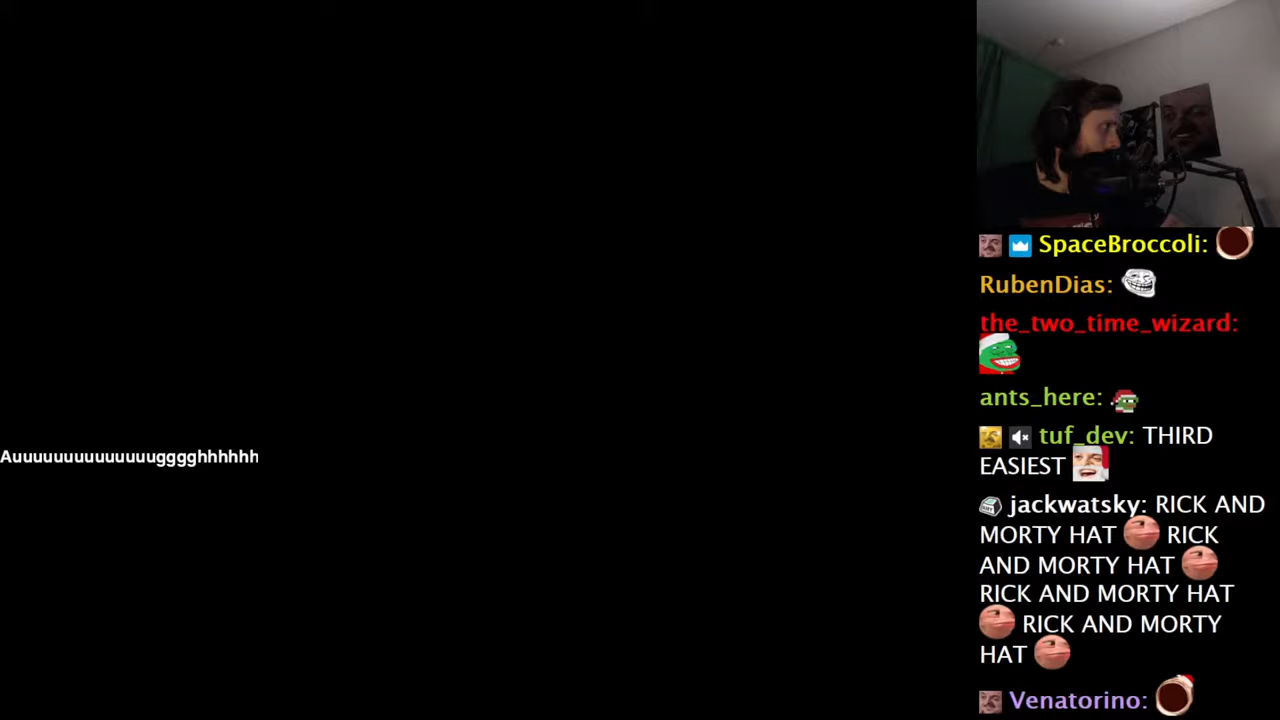 Auuuuuuuuuuuuugggghhhhhh
SpaceBroccoli:
RubenDias:
the_two_time_wizard:
ants_here:
tuf_dev: THIRD
EASIEST
jackwatsky: RICK AND
MORTY HAT RICK
AND MORTY HAT
RICK AND MORTY HAT
RICK AND MORTY
HAT
Venatorino: